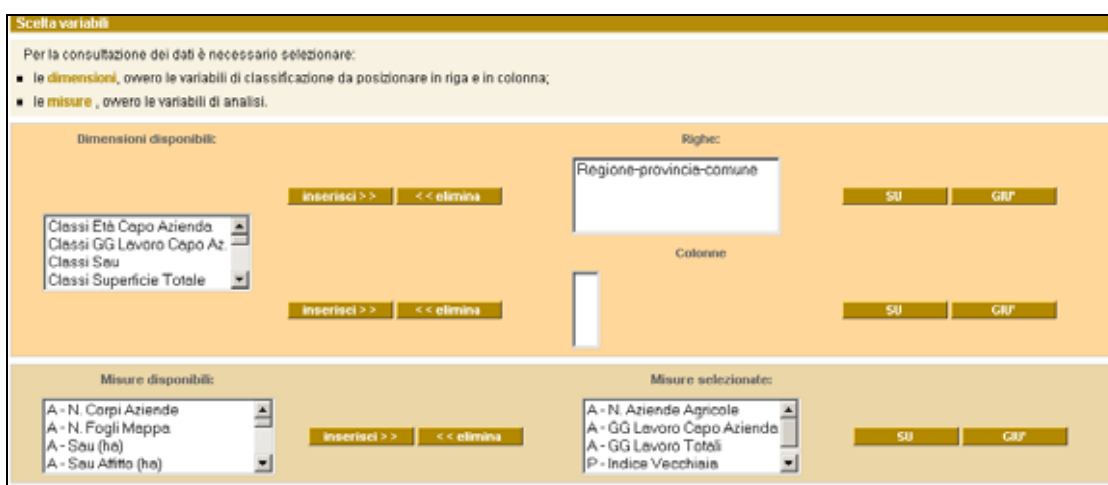 Scelta variabili
Per la consultazione dei dati è necessario selezionare:
le dimensioni, ovvero le variabili di classificazione da posizionare in riga e in colonna;
le misure , ovvero le variabili di analisi.
Dimensioni disponibili:
Righe:
Regione-provincia-comune
inserisci >> << elimina
SU GIU'
Classi Età Capo Azienda
Classi GG Lavoro Capo Az.
Classi Sau
Classi Superficie Totale
Colonne
inserisci >> << elimina
SU GIU'
Misure disponibili:
Misure selezionate:
A - N. Corpi Aziende
A - N. Fogli Mappa
A - Sau (ha)
A - Sau Affitto (ha)
inserisci >> << elimina
A - N. Aziende Agricole
A - GG Lavoro Capo Azienda
A - GG Lavoro Totali
P - Indice Vecchiaia
SU GIU'